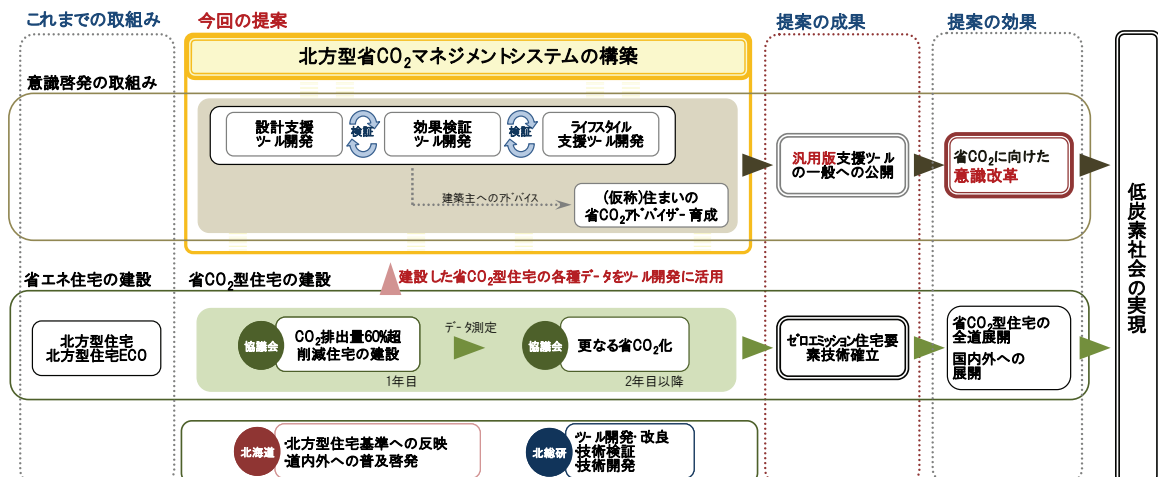 これまでの取組み
今回の提案
提案の成果
提案の効果
北方型省CO2マネジメントシステムの構築
意識啓発の取組み
設計支援
ツール開発
検証
効果検証
ツール開発
検証
ライフスタイル
支援ツール開発
建築主へのアドバイス
(仮称)住まいの
省CO2アドバイザー育成
汎用版支援ツール
の一般への公開
省CO2に向けた
意識改革
低炭素社会の実現
建設した省CO2型住宅の各種データをツール開発に活用
省エネ住宅の建設
省CO2型住宅の建設
北方型住宅
北方型住宅ECO
協議会
CO2排出量60%超
削減住宅の建設
1年目
データ測定
協議会
更なる省CO2化
2年目以降
ゼロエミッション住宅要
素技術確立
省CO2型住宅の
全道展開
国内外への
展開
北海道
・北方型住宅基準への反映
・道内外への普及啓発
北総研
・ツール開発・改良
・技術検証
・技術開発